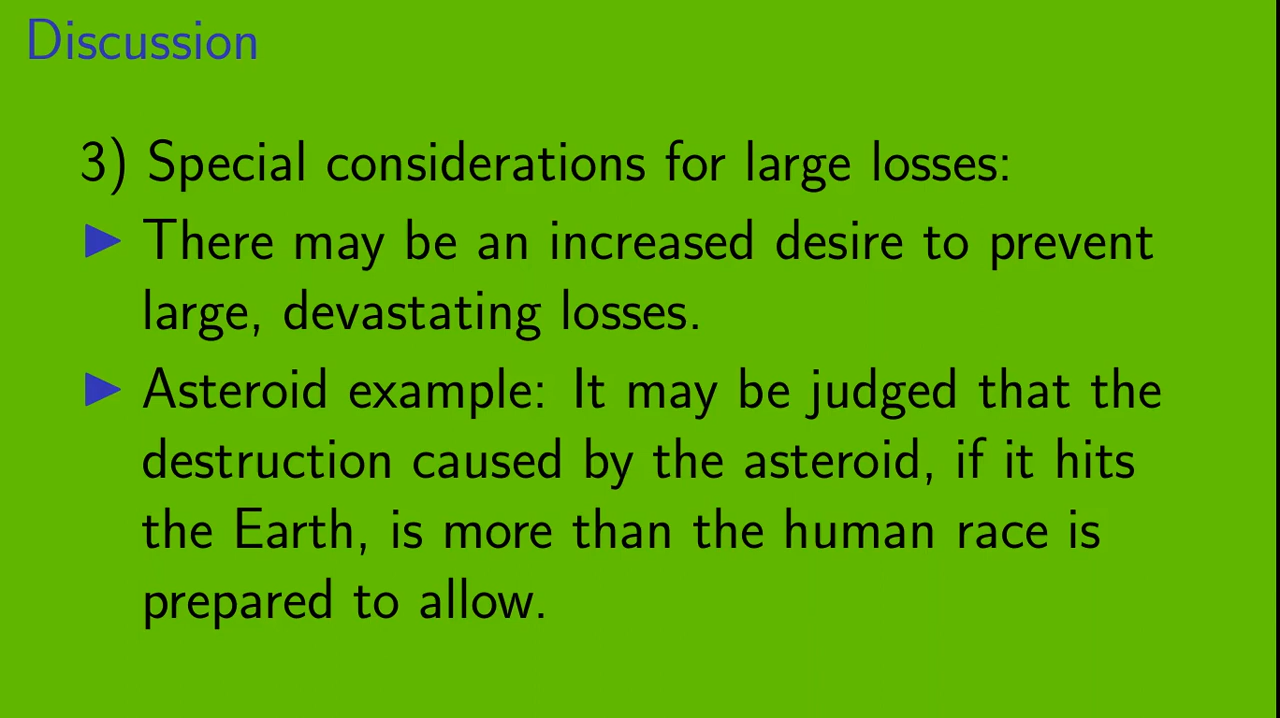 Discussion
3) Special considerations for large losses:
There may be an increased desire to prevent
large, devastating losses.
Asteroid example: It may be judged that the
destruction caused by the asteroid, if it hits
the Earth, is more than the human race is
prepared to allow.